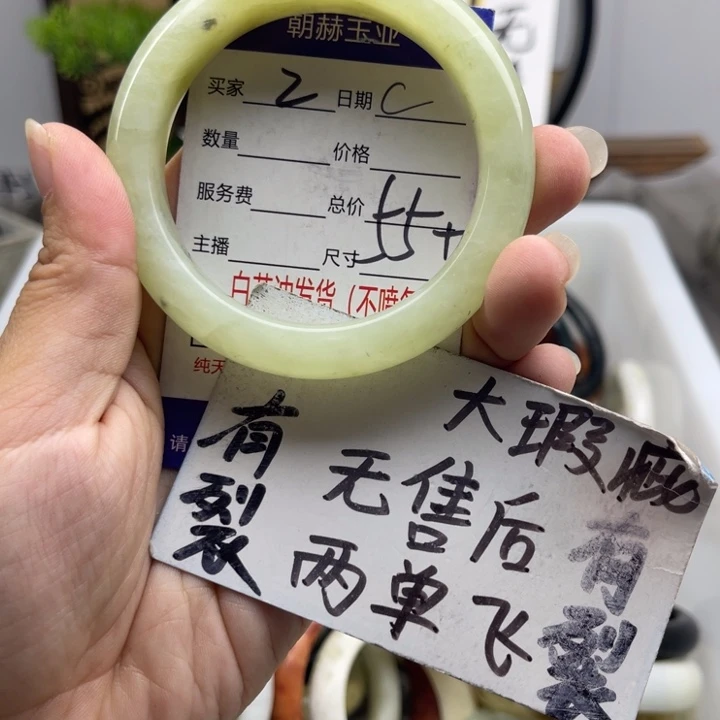 朝赫玉业
买家 2 日期 C
数量 价格
服务费 总价
主播 尺寸 55+
纯天
请
大瑕疵
有裂
无售后
两单飞
有裂